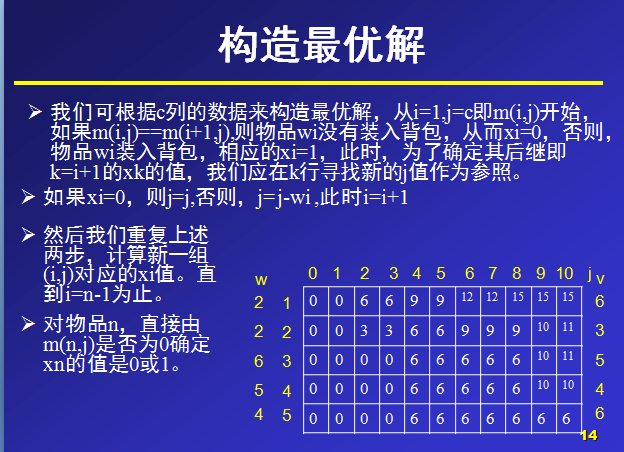 构造最优解
➢ 我们可根据c列的数据来构造最优解，从i=1,j=c即m(i,j)开始，
如果m(i,j)==m(i+1,j),则物品wi没有装入背包，从而xi=0，否则，
物品wi装入背包，相应的xi=1，此时，为了确定其后继即
k=i+1的xk的值，我们应在k行寻找新的j值作为参照。
➢ 如果xi=0，则j=j,否则，j=j-wi ,此时i=i+1
➢ 然后我们重复上述
两步，计算新一组
(i,j)对应的xi值。直
到i=n-1为止。
➢ 对物品n，直接由
m(n,j)是否为0确定
xn的值是0或1。
w 0 1 2 3 4 5 6 7 8 9 10 j v
2 1 0 0 6 6 9 9 12 12 15 15 15 6
2 2 0 0 3 3 6 6 9 9 9 10 11 3
6 3 0 0 0 0 6 6 6 6 6 10 11 5
5 4 0 0 0 0 6 6 6 6 6 10 10 4
4 5 0 0 0 0 6 6 6 6 6 6 6 6
14